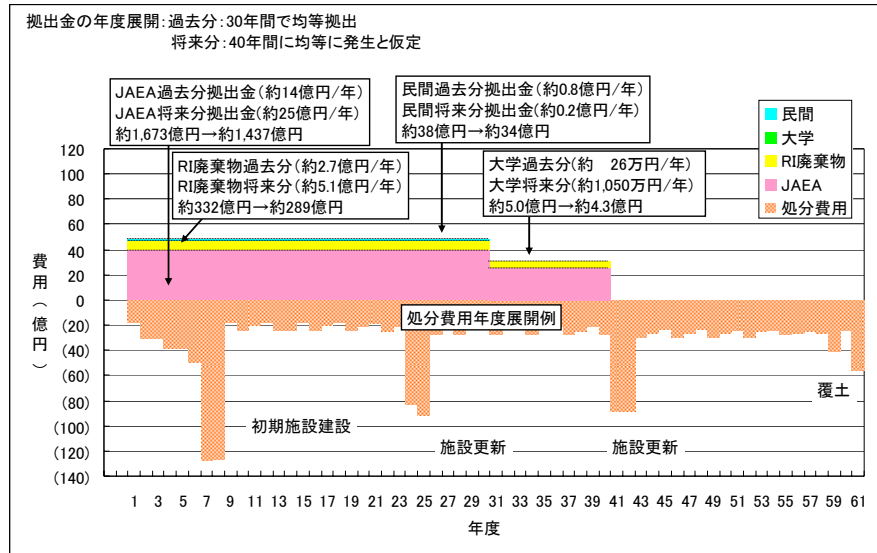 拠出金の年度展開：過去分：30年間で均等拠出
将来分：40年間に均等に発生と仮定
JAEA過去分拠出金（約14億円/年）
JAEA将来分拠出金（約25億円/年）
約1,673億円→約1,437億円
民間過去分拠出金（約0.8億円/年）
民間将来分拠出金（約0.2億円/年）
約38億円→約34億円
RI廃棄物過去分（約2.7億円/年）
RI廃棄物将来分（約5.1億円/年）
約332億円→約289億円
大学過去分（約　26万円/年）
大学将来分（約1,050万円/年）
約5.0億円→約4.3億円
民間
大学
RI廃棄物
JAEA
処分費用
費用（億円）
120
100
80
60
40
20
0
(20)
(40)
(60)
(80)
(100)
(120)
(140)
処分費用年度展開例
初期施設建設
施設更新
施設更新
覆土
1 3 5 7 9 11 13 15 17 19 21 23 25 27 29 31 33 35 37 39 41 43 45 47 49 51 53 55 57 59 61
年度